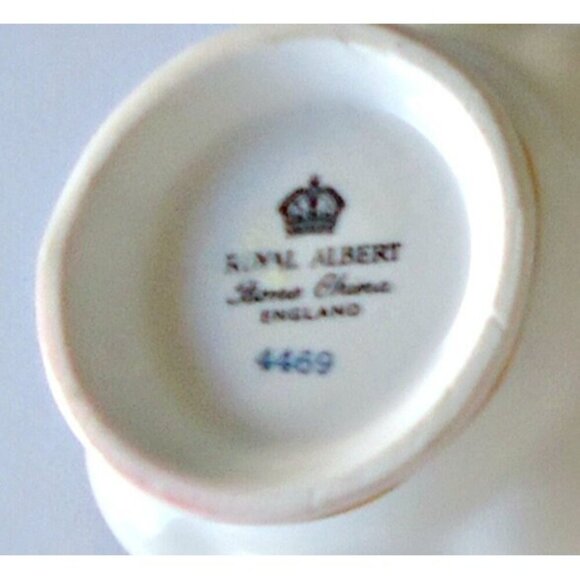 ROYAL ALBERT
Bone China
ENGLAND
4469